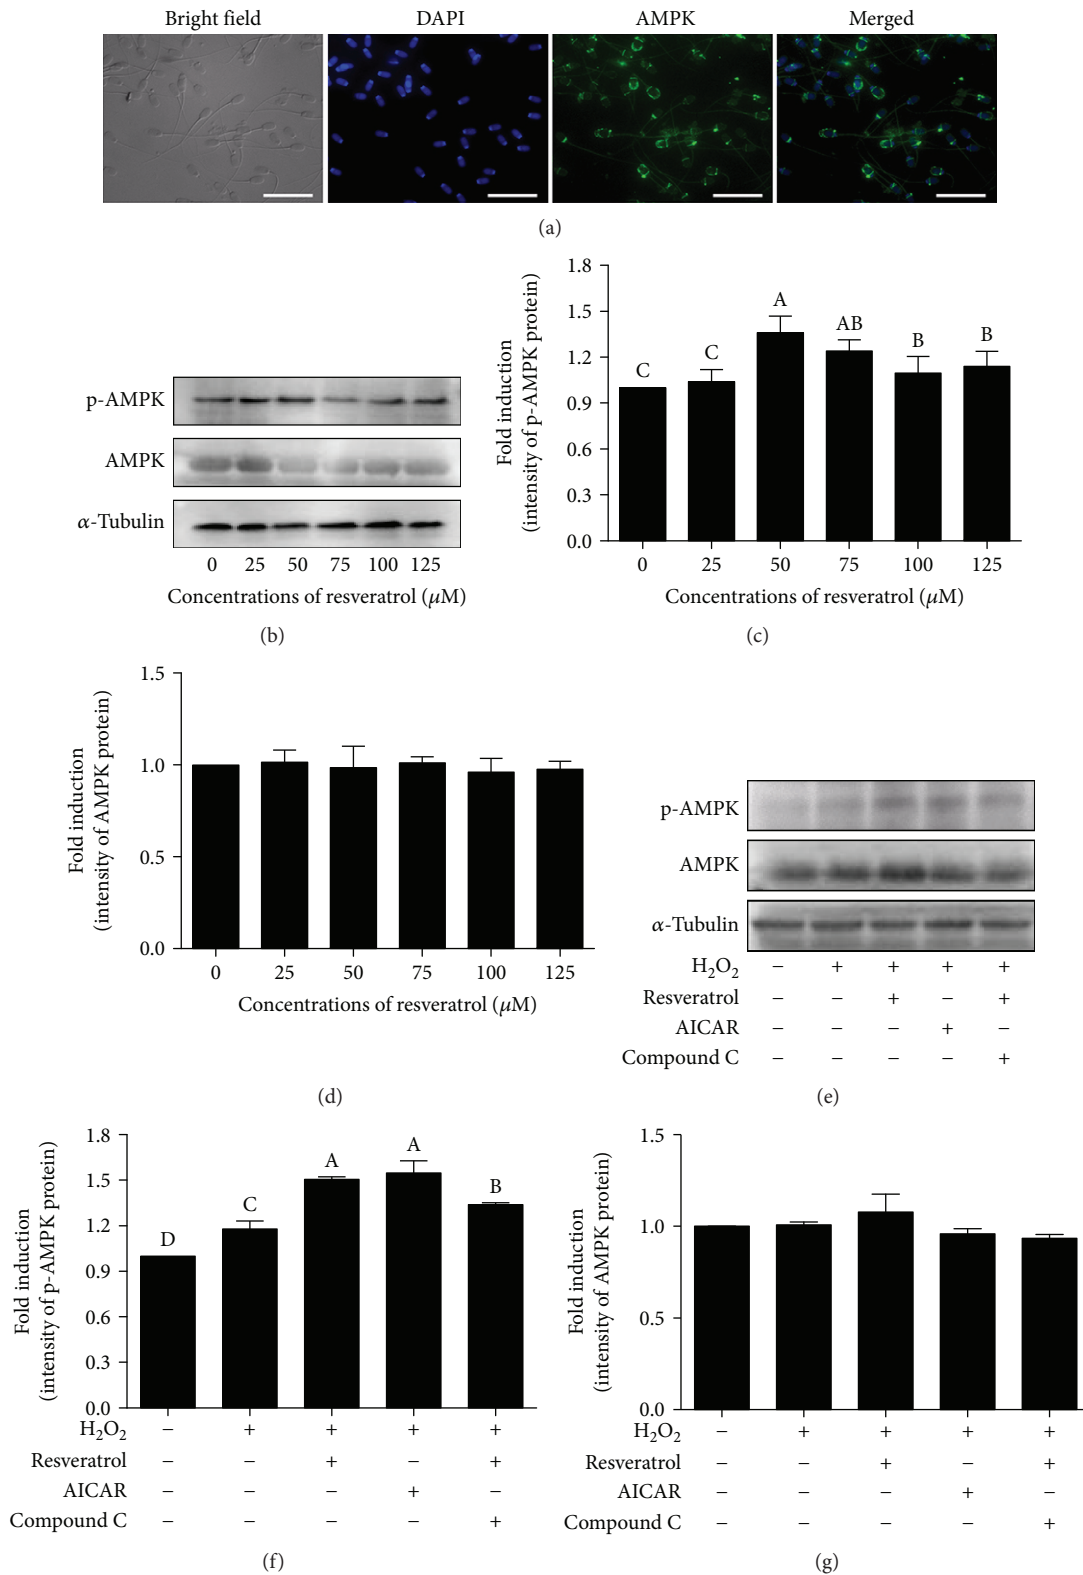 Bright field DAPI AMPK Merged
(a)
p-AMPK
AMPK
α-Tubulin
0 25 50 75 100 125
Concentrations of resveratrol (μM)
(b)
Fold induction
(intensity of p-AMPK protein)
1.8
1.5
1.2
0.9
0.6
0.3
0.0
C C A AB B B
0 25 50 75 100 125
Concentrations of resveratrol (μM)
(c)
Fold induction
(intensity of AMPK protein)
1.5
1.0
0.5
0.0
0 25 50 75 100 125
Concentrations of resveratrol (μM)
(d)
p-AMPK
AMPK
α-Tubulin
H₂O₂ − + + + +
Resveratrol − − + − +
AICAR − − − + −
Compound C − − − − +
(e)
Fold induction
(intensity of p-AMPK protein)
1.8
1.5
1.2
0.9
0.6
0.3
0.0
D C A A B
H₂O₂ − + + + +
Resveratrol − − + − +
AICAR − − − + −
Compound C − − − − +
(f)
Fold induction
(intensity of AMPK protein)
1.5
1.0
0.5
0.0
H₂O₂ − + + + +
Resveratrol − − + − +
AICAR − − − + −
Compound C − − − − +
(g)